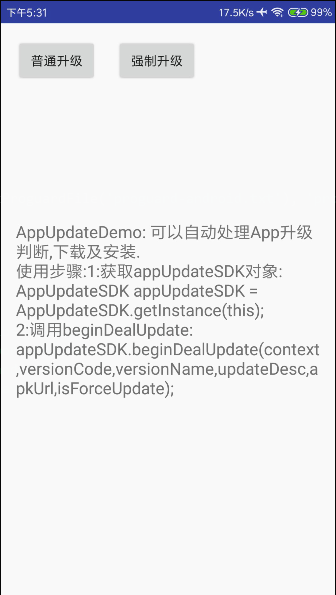 下午5:31 17.5K/s 99%
普通升级 强制升级
AppUpdateDemo: 可以自动处理App升级
判断,下载及安装.
使用步骤:1:获取appUpdateSDK对象:
AppUpdateSDK appUpdateSDK =
AppUpdateSDK.getInstance(this);
2:调用beginDealUpdate:
appUpdateSDK.beginDealUpdate(context
,versionCode,versionName,updateDesc,a
pkUrl,isForceUpdate);